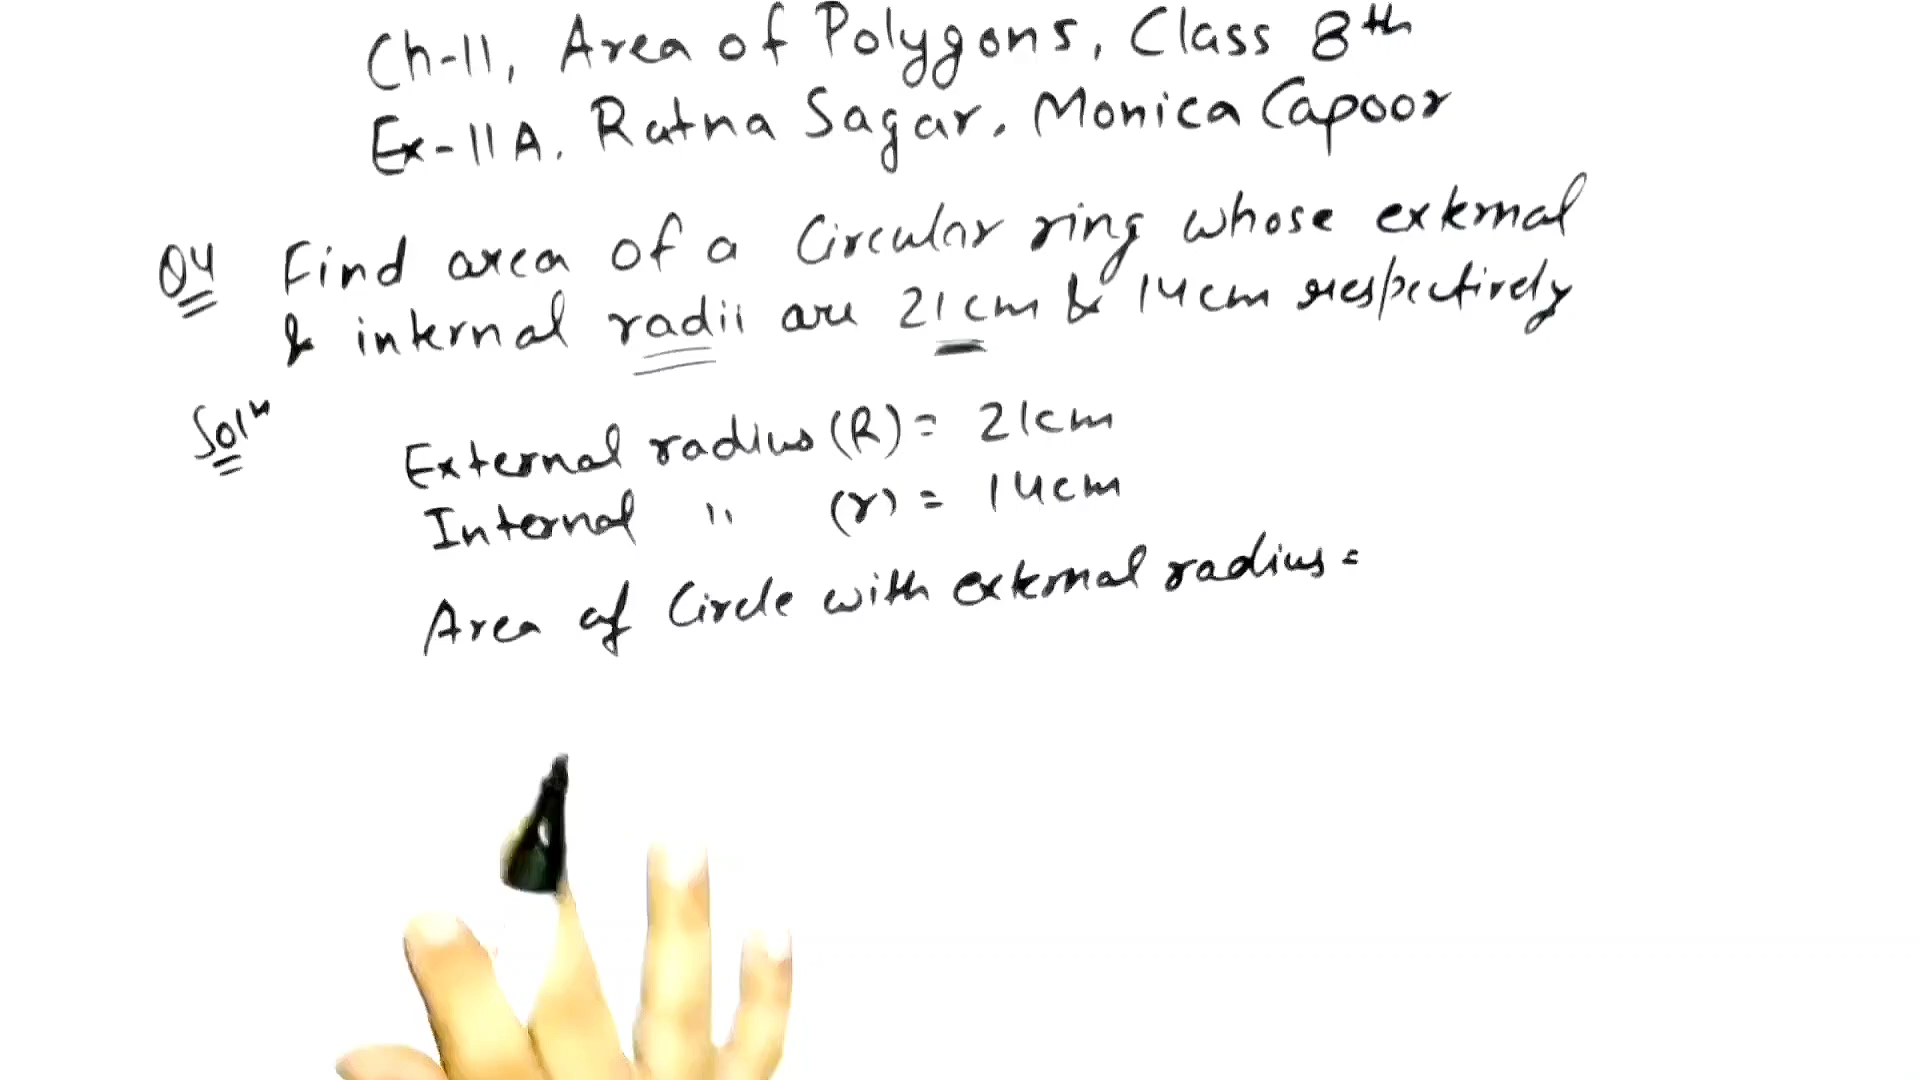 Ch-11, Area of Polygons, Class 8th
Ex-11A. Ratna Sagar. Monica Capoor
Q4 Find area of a Circular ring whose external
& internal radii are 21cm & 14cm respectively
Soln
External radius (R) = 21cm
Internal " (r) = 14cm
Area of Circle with external radius =